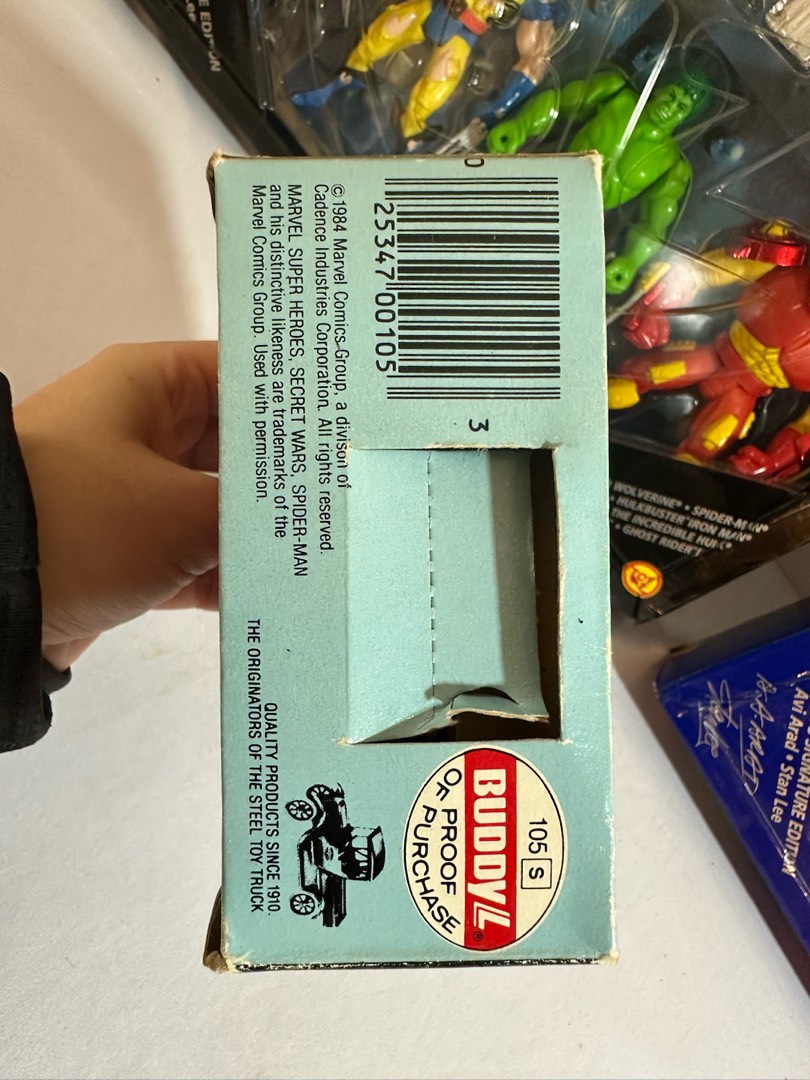 0
25347 00105
3
©1984 Marvel Comics Group, a divison of
Cadence Industries Corporation. All rights reserved.
MARVEL SUPER HEROES, SECRET WARS, SPIDER-MAN
and his distinctive likeness are trademarks of the
Marvel Comics Group. Used with permission.
105 S
BUDDY L®
PROOF
OF PURCHASE
QUALITY PRODUCTS SINCE 1910.
THE ORIGINATORS OF THE STEEL TOY TRUCK
WOLVERINE® • SPIDER-MAN®
• HULKBUSTER IRON MAN®
THE INCREDIBLE HULK®
• GHOST RIDER®
SIGNATURE EDITION
Avi Arad • Stan Lee